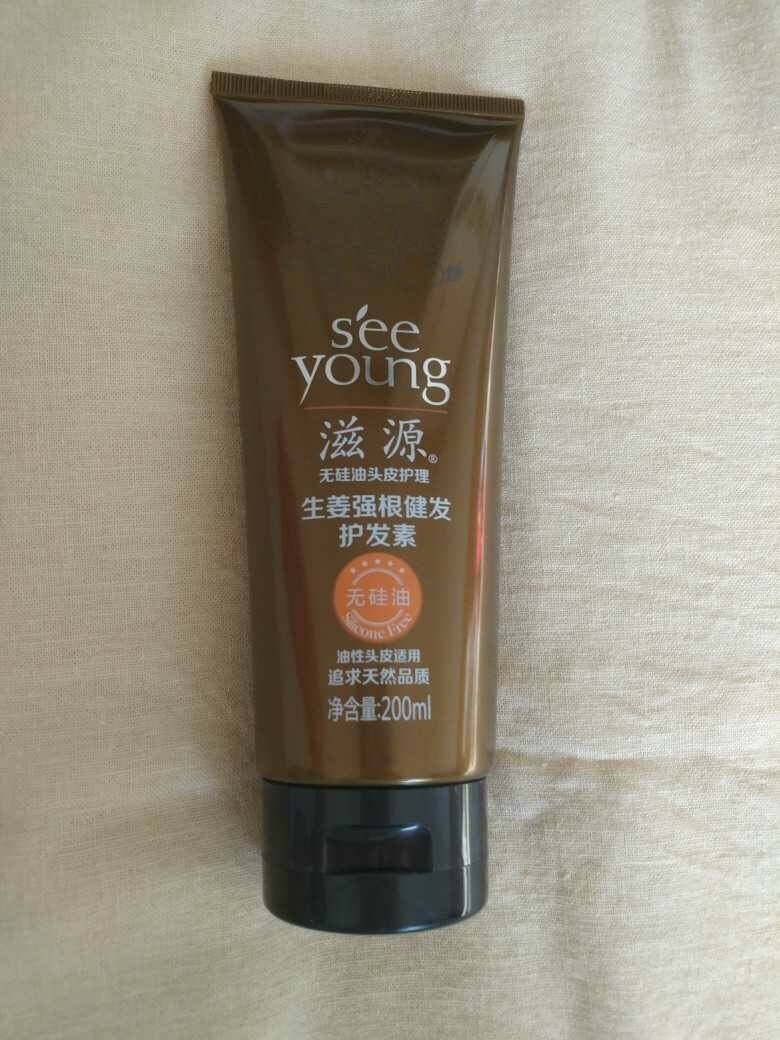 see
young
滋源®
无硅油头皮护理
生姜强根健发
护发素
无硅油
Silicone Free
油性头皮适用
追求天然品质
净含量:200ml